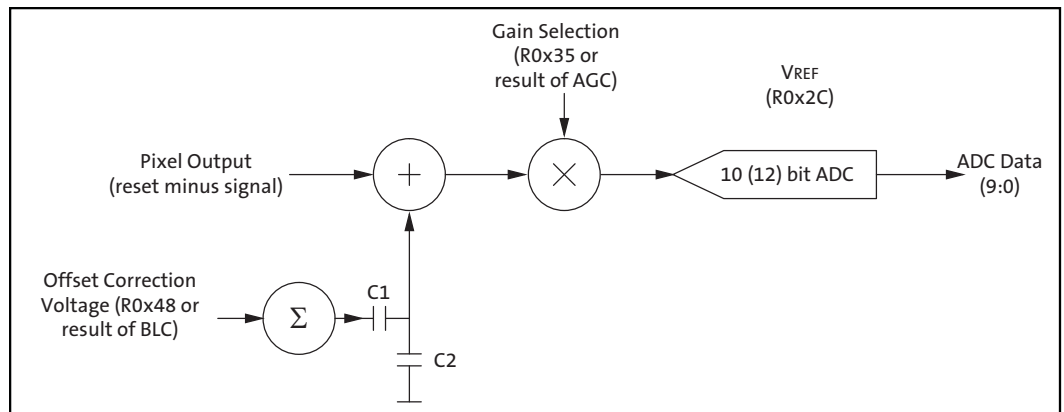 Gain Selection
(R0x35 or
result of AGC)
VREF
(R0x2C)
Pixel Output
(reset minus signal)
+
×
10 (12) bit ADC
ADC Data
(9:0)
Offset Correction
Voltage (R0x48 or
result of BLC)
Σ
C1
C2